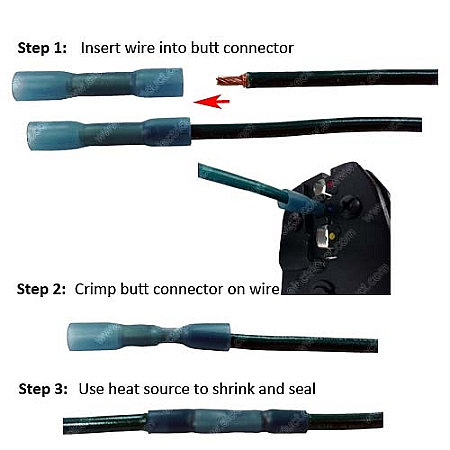 Step 1: Insert wire into butt connector
Step 2: Crimp butt connector on wire
Step 3: Use heat source to shrink and seal